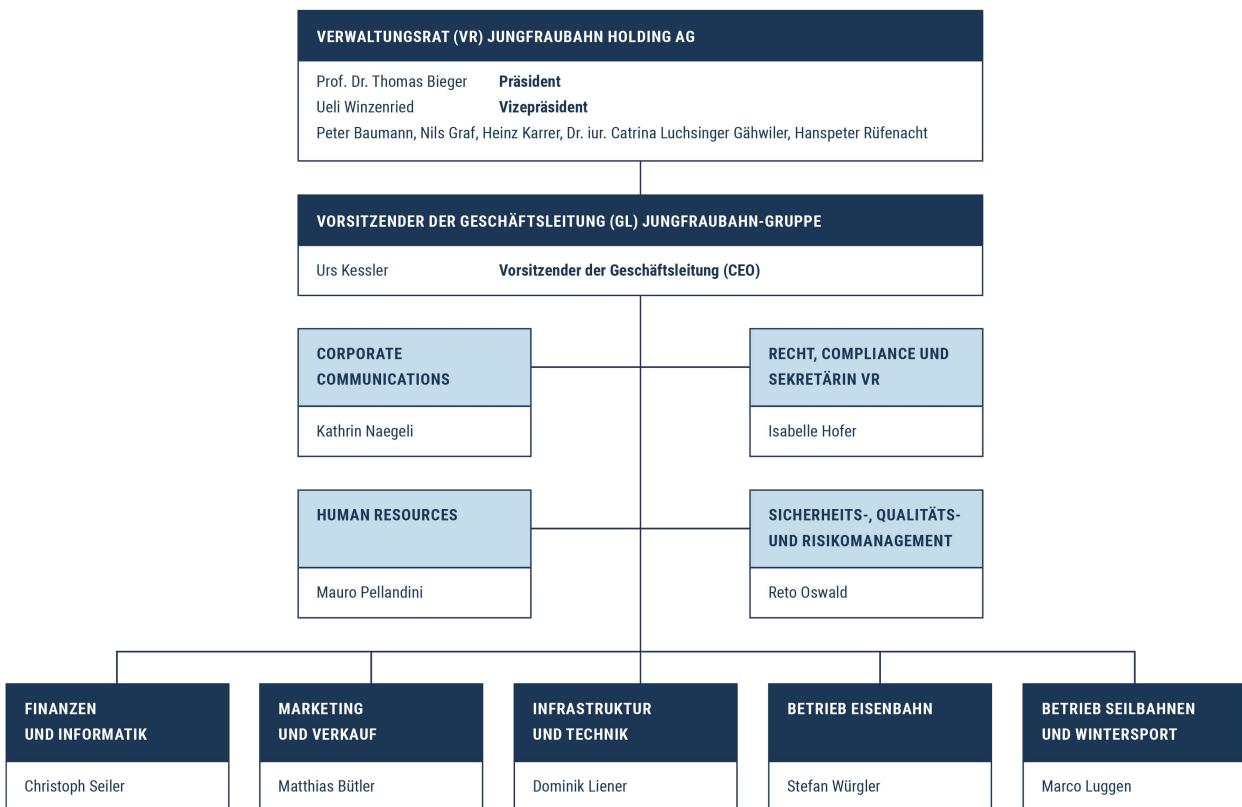 VERWALTUNGSRAT (VR) JUNGFRAUBAHN HOLDING AG
Prof. Dr. Thomas Bieger Präsident
Ueli Winzenried Vizepräsident
Peter Baumann, Nils Graf, Heinz Karrer, Dr. iur. Catrina Luchsinger Gähwiler, Hanspeter Rüfenacht
VORSITZENDER DER GESCHÄFTSLEITUNG (GL) JUNGFRAUBAHN-GRUPPE
Urs Kessler Vorsitzender der Geschäftsleitung (CEO)
CORPORATE
COMMUNICATIONS
Kathrin Naegeli
RECHT, COMPLIANCE UND
SEKRETÄRIN VR
Isabelle Hofer
HUMAN RESOURCES
Mauro Pellandini
SICHERHEITS-, QUALITÄTS-
UND RISIKOMANAGEMENT
Reto Oswald
FINANZEN
UND INFORMATIK
Christoph Seiler
MARKETING
UND VERKAUF
Matthias Bütler
INFRASTRUKTUR
UND TECHNIK
Dominik Liener
BETRIEB EISENBAHN
Stefan Würgler
BETRIEB SEILBAHNEN
UND WINTERSPORT
Marco Luggen